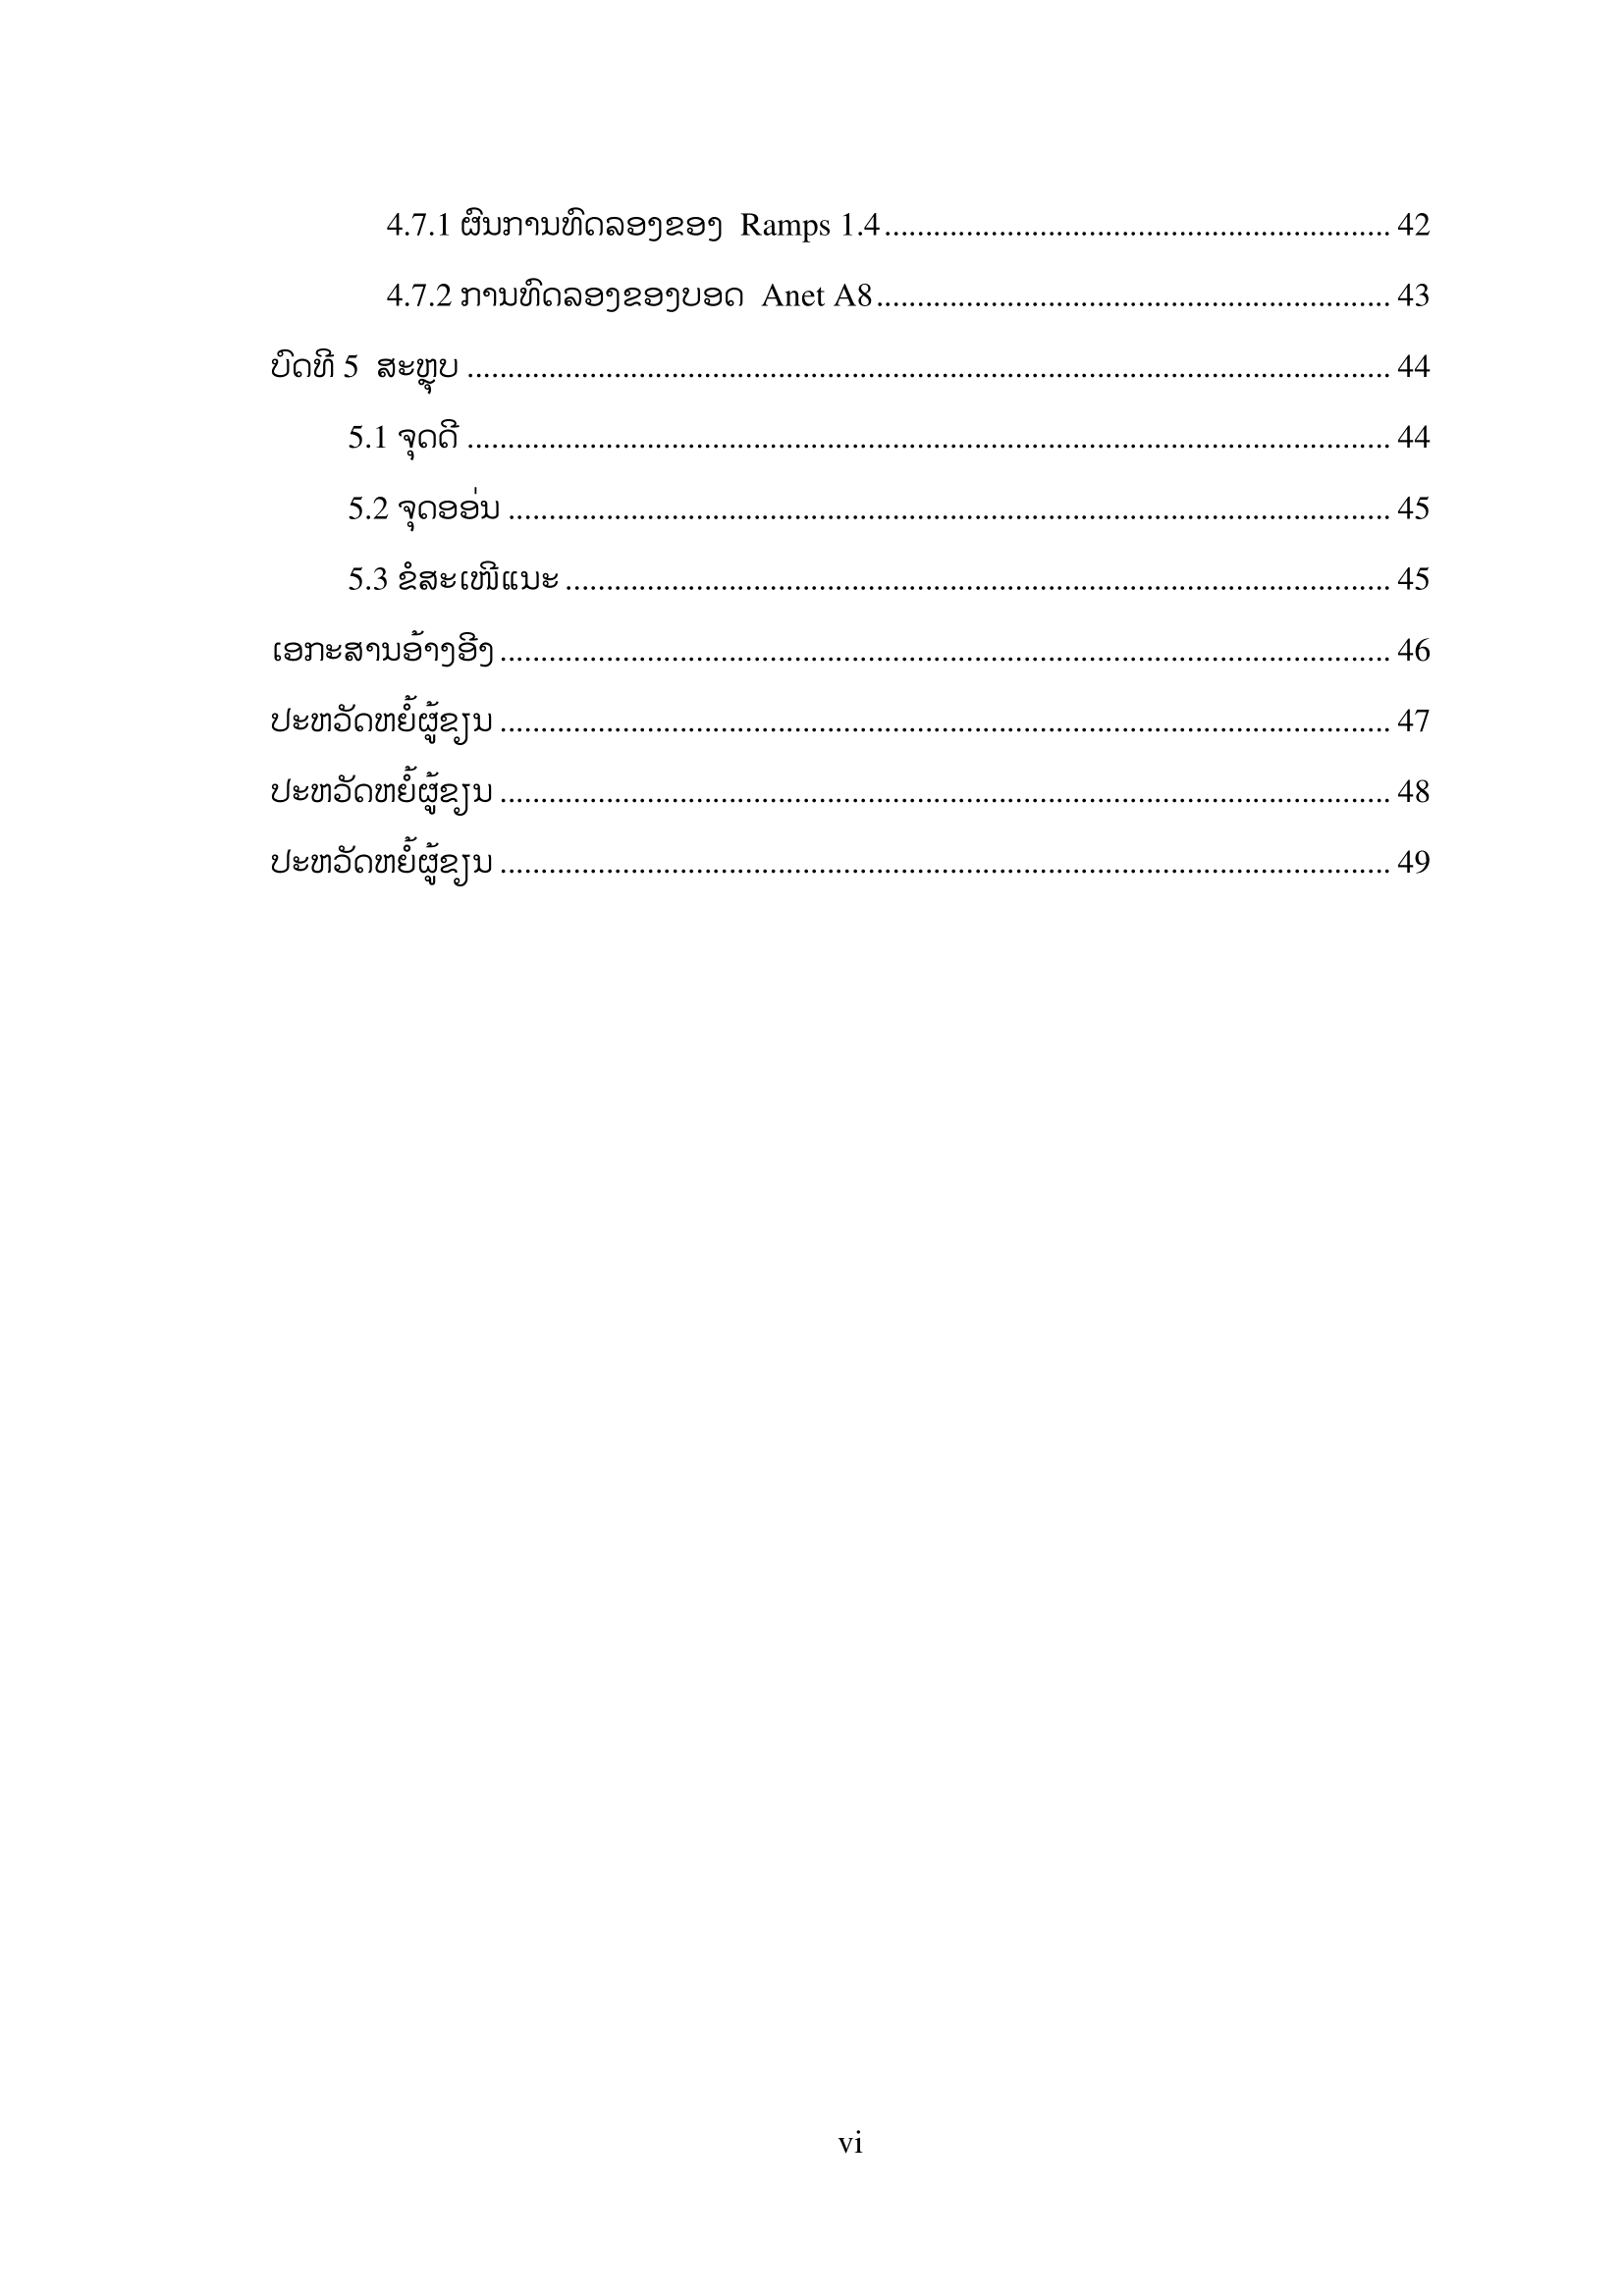 4.7.1 ຜົນການທົດລອງຂອງ  Ramps 1.4.............................................................. 42
4.7.2 ການທົດລອງຂອງບອດ  Anet A8............................................................... 43
ບົດທີ 5  ສະຫຼຸບ ................................................................................................................. 44
5.1 ຈຸດດີ ................................................................................................................. 44
5.2 ຈຸດອອ່ນ ............................................................................................................ 45
5.3 ຂໍສະເໜີແນະ ..................................................................................................... 45
ເອກະສານອ້າງອີງ ............................................................................................................. 46
ປະຫວັດຫຍໍ້ຜູ້ຂຽນ ............................................................................................................. 47
ປະຫວັດຫຍໍ້ຜູ້ຂຽນ ............................................................................................................. 48
ປະຫວັດຫຍໍ້ຜູ້ຂຽນ ............................................................................................................. 49
vi